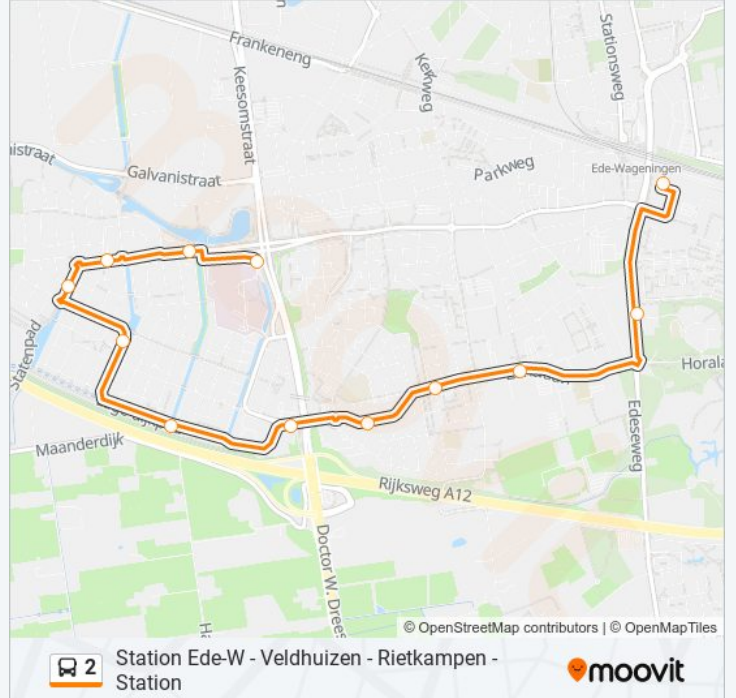 Frankeneng
Keesomstraat
Kerkweg
Stationsweg
Galvanistraat
Parkweg
Ede-Wageningen
Statenpad
Horala
Edeseweg
Maanderdijk
Rijksweg A12
Doctor W. Drees
© OpenStreetMap contributors | © OpenMapTiles
2 Station Ede-W - Veldhuizen - Rietkampen -
Station
moovit